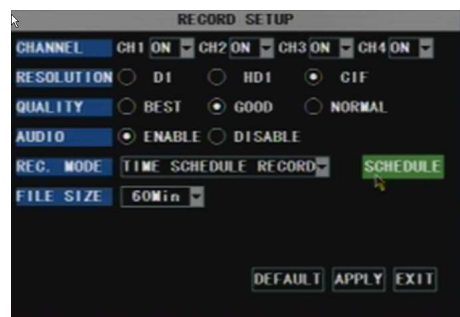 RECORD SETUP
CHANNEL CH1 ON CH2 ON CH3 ON CH4 ON
RESOLUTION D1 HD1 CIF
QUALITY BEST GOOD NORMAL
AUDIO ENABLE DISABLE
REC. MODE TIME SCHEDULE RECORD SCHEDULE
FILE SIZE 60Min
DEFAULT APPLY EXIT